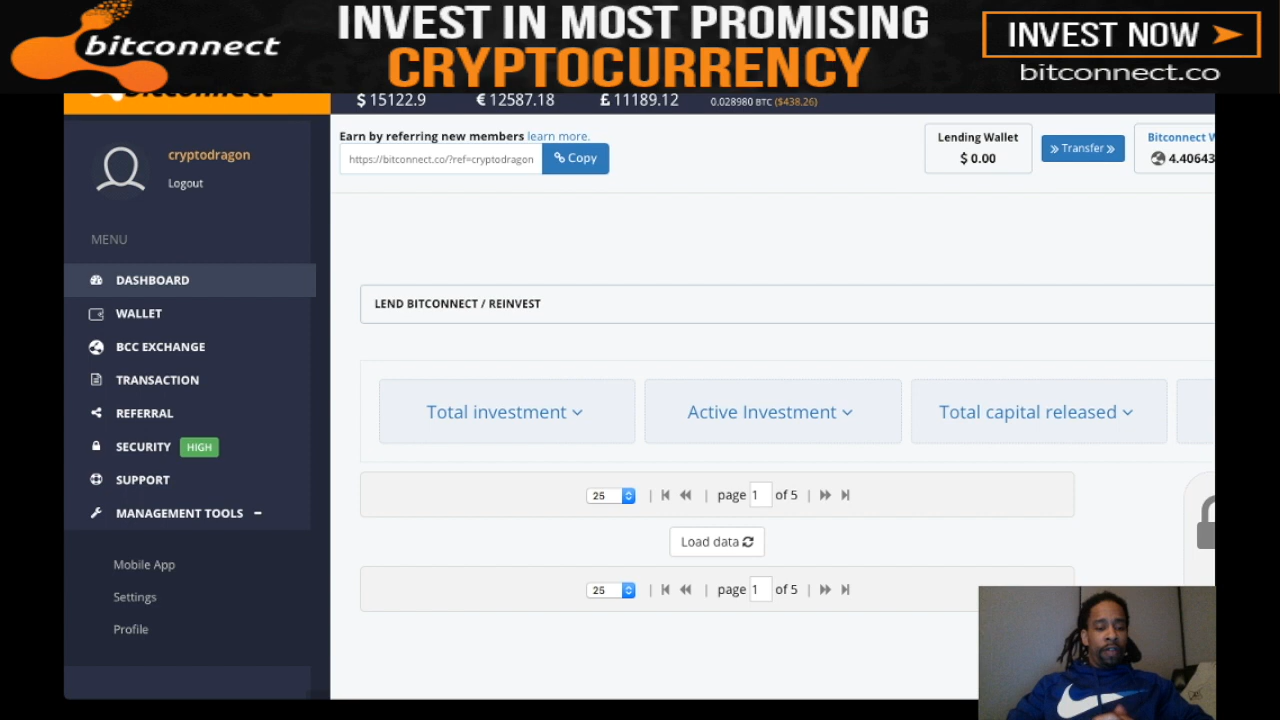 bitconnect
INVEST IN MOST PROMISING
CRYPTOCURRENCY
INVEST NOW
bitconnect.co
bitconnect
$ 15122.9 € 12587.18 £ 11189.12 0.028980 BTC ($438.26)
Earn by referring new members learn more.
https://bitconnect.co/?ref=cryptodragon Copy
Lending Wallet
$ 0.00
Transfer
Bitconnect W
4.40643
cryptodragon
Logout
MENU
DASHBOARD
WALLET
BCC EXCHANGE
TRANSACTION
REFERRAL
SECURITY HIGH
SUPPORT
MANAGEMENT TOOLS
Mobile App
Settings
Profile
LEND BITCONNECT / REINVEST
Total investment Active Investment Total capital released
25 | | page 1 of 5 |
Load data
25 | | page 1 of 5 |